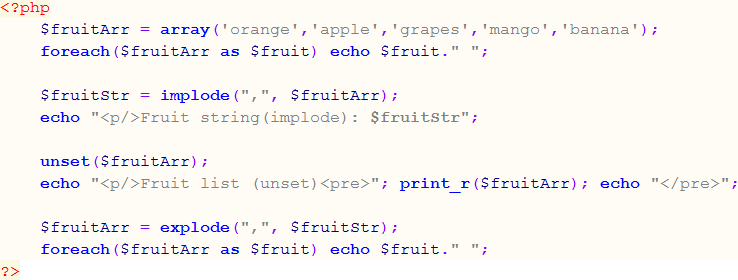 <?php
    $fruitArr = array('orange','apple','grapes','mango','banana');
    foreach($fruitArr as $fruit) echo $fruit." ";

    $fruitStr = implode(",", $fruitArr);
    echo "<p/>Fruit string(implode): $fruitStr";

    unset($fruitArr);
    echo "<p/>Fruit list (unset)<pre>"; print_r($fruitArr); echo "</pre>";

    $fruitArr = explode(",", $fruitStr);
    foreach($fruitArr as $fruit) echo $fruit." ";
?>